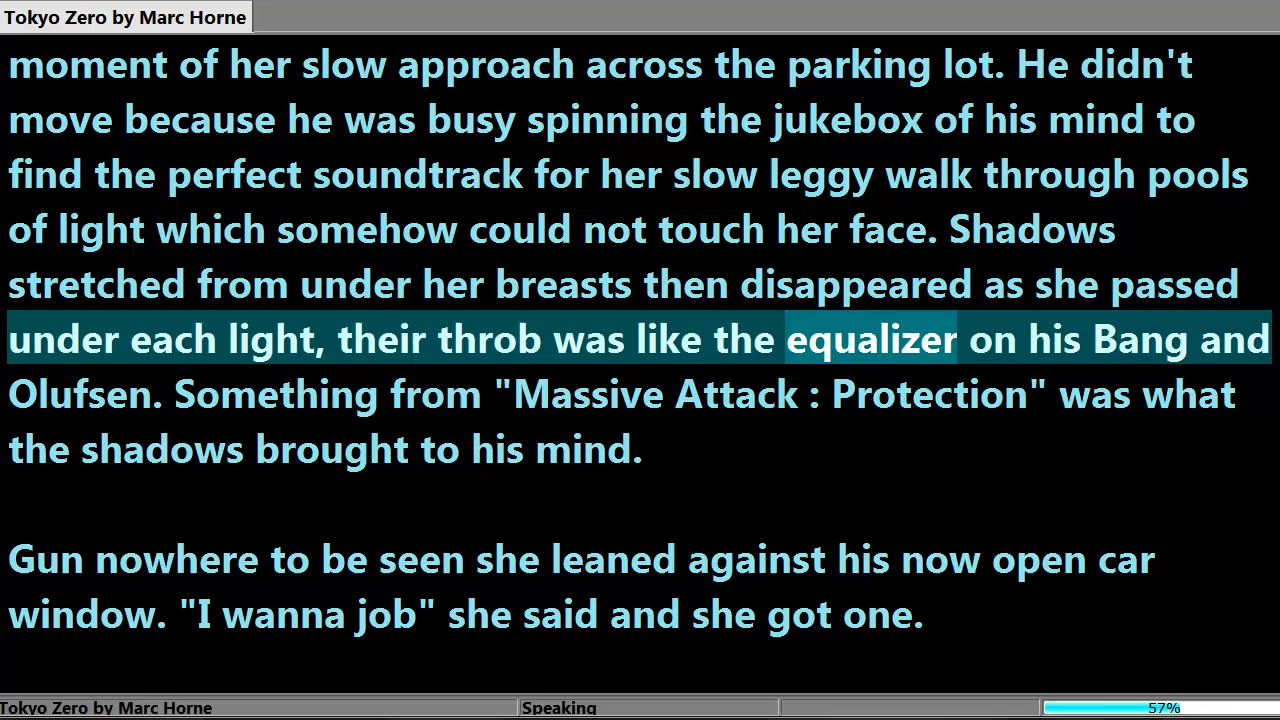 Tokyo Zero by Marc Horne
moment of her slow approach across the parking lot. He didn't
move because he was busy spinning the jukebox of his mind to
find the perfect soundtrack for her slow leggy walk through pools
of light which somehow could not touch her face. Shadows
stretched from under her breasts then disappeared as she passed
under each light, their throb was like the equalizer on his Bang and
Olufsen. Something from "Massive Attack : Protection" was what
the shadows brought to his mind.
Gun nowhere to be seen she leaned against his now open car
window. "I wanna job" she said and she got one.
Tokyo Zero by Marc Horne Speaking 57%